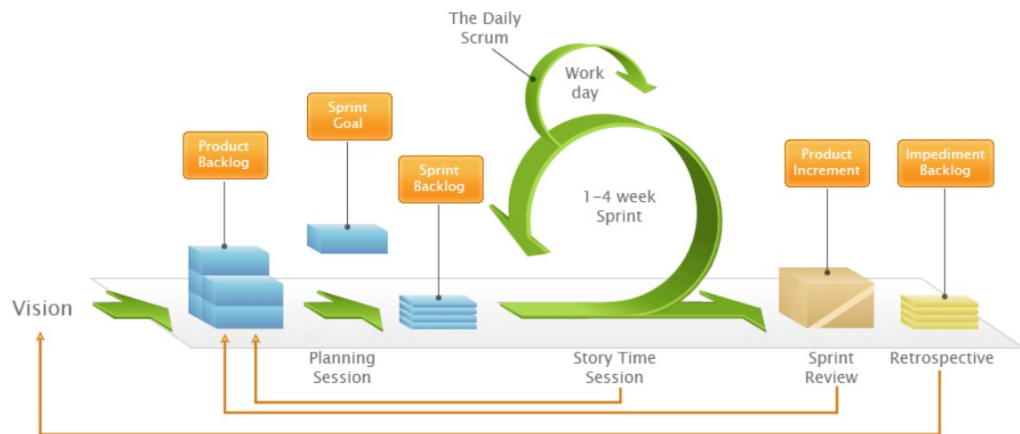 The Daily
Scrum
Work
day
Sprint
Goal
Product
Backlog
Sprint
Backlog
Product
Increment
Impediment
Backlog
1-4 week
Sprint
Vision
Planning
Session
Story Time
Session
Sprint
Review
Retrospective